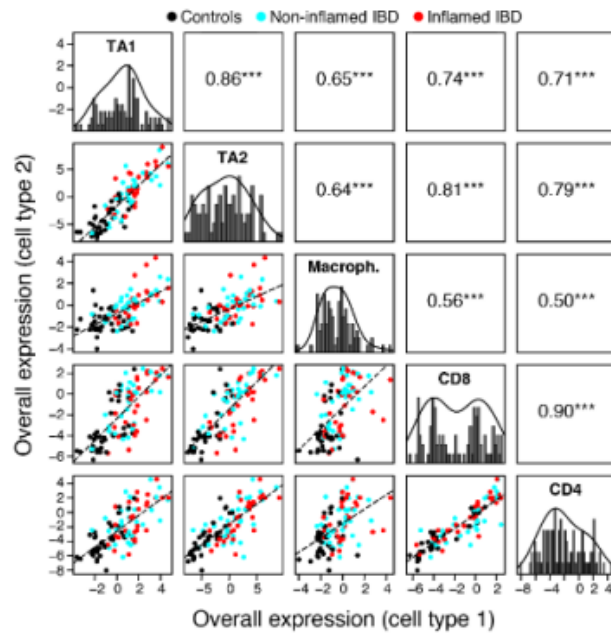 Controls Non-inflamed IBD Inflamed IBD
TA1
0.86*** 0.65*** 0.74*** 0.71***
4
2
0
−2
TA2
0.64*** 0.81*** 0.79***
5
0
−5
Macroph.
0.56*** 0.50***
4
2
0
−2
−4
CD8
0.90***
2
0
−2
−4
−6
CD4
4
2
0
−2
−4
−6
−8
−2 0 2 4 −5 0 5 −4 −2 0 2 4 −6 −4 −2 0 2 −8 −4 0 2 4
Overall expression (cell type 2)
Overall expression (cell type 1)